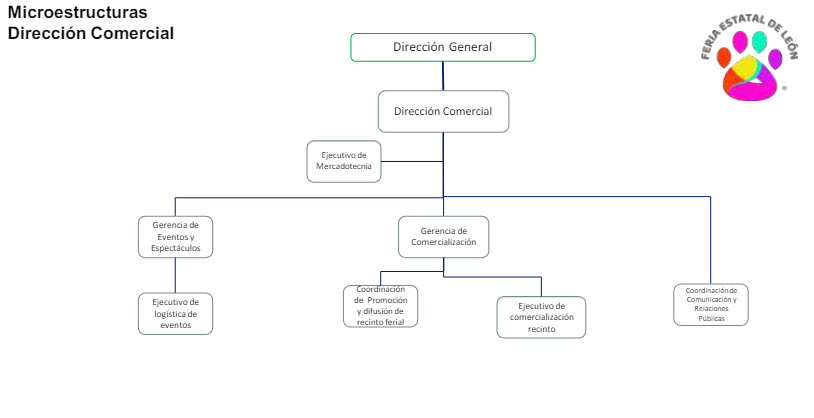 Microestructuras
Dirección Comercial
FERIA ESTATAL DE LEÓN
Dirección General
Dirección Comercial
Ejecutivo de
Mercadotecnia
Gerencia de
Eventos y
Espectáculos
Gerencia de
Comercialización
Ejecutivo de
logística de
eventos
Coordinación
de Promoción
y difusión de
recinto ferial
Ejecutivo de
comercialización
recinto
Coordinación de
Comunicación y
Relaciones
Públicas